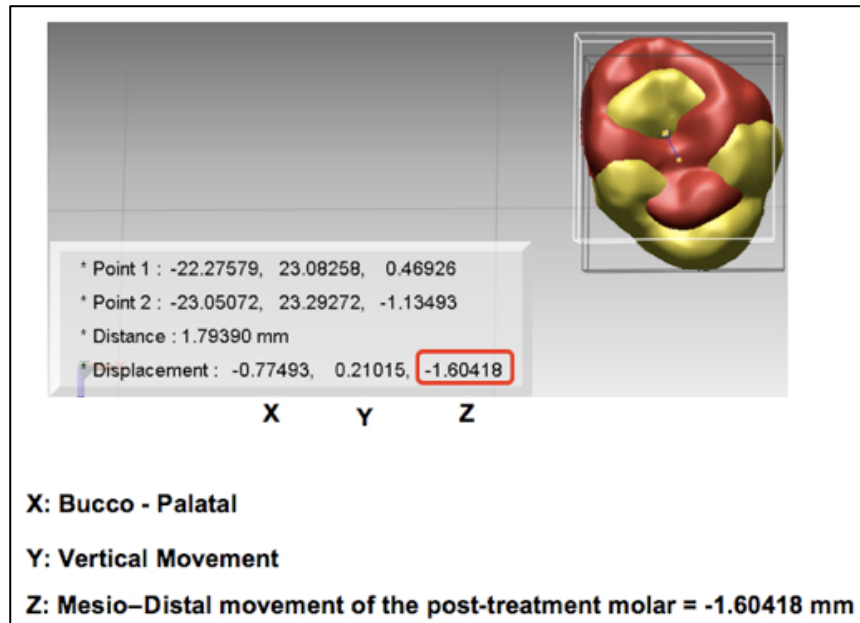 * Point 1 : -22.27579, 23.08258, 0.46926
* Point 2 : -23.05072, 23.29272, -1.13493
* Distance : 1.79390 mm
* Displacement : -0.77493, 0.21015, -1.60418
X Y Z
X: Bucco - Palatal
Y: Vertical Movement
Z: Mesio–Distal movement of the post-treatment molar = -1.60418 mm